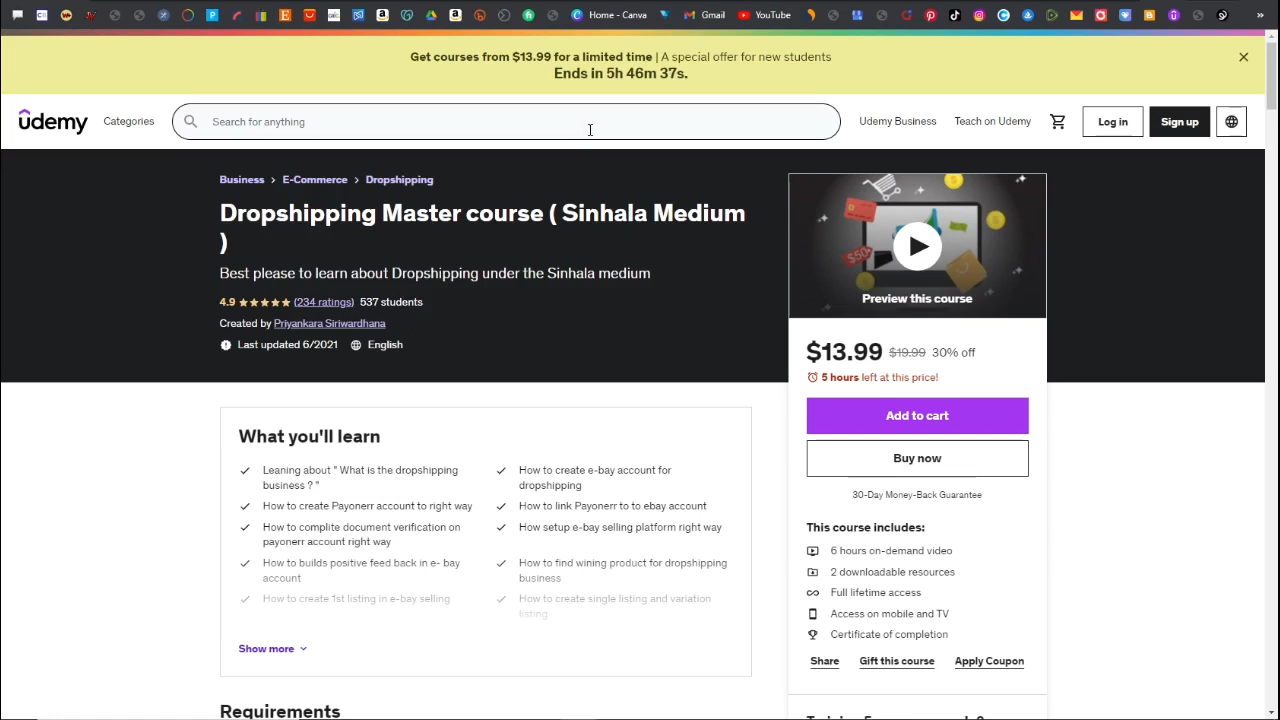 Home - Canva
Gmail
YouTube
»
Get courses from $13.99 for a limited time | A special offer for new students
Ends in 5h 46m 37s.
ûdemy
Categories
Search for anything
Udemy Business
Teach on Udemy
Log in
Sign up
Business > E-Commerce > Dropshipping
Dropshipping Master course ( Sinhala Medium
)
Best please to learn about Dropshipping under the Sinhala medium
4.9 (234 ratings) 537 students
Created by Priyankara Siriwardhana
Last updated 6/2021 English
Preview this course
$13.99 $19.99 30% off
5 hours left at this price!
Add to cart
Buy now
30-Day Money-Back Guarantee
This course includes:
6 hours on-demand video
2 downloadable resources
Full lifetime access
Access on mobile and TV
Certificate of completion
Share
Gift this course
Apply Coupon
What you'll learn
Leaning about " What is the dropshipping
business ? "
How to create e-bay account for
dropshipping
How to create Payonerr account to right way
How to link Payonerr to to ebay account
How to complite document verification on
payonerr account right way
How setup e-bay selling platform right way
How to builds positive feed back in e- bay
account
How to find wining product for dropshipping
business
How to create 1st listing in e-bay selling
How to create single listing and variation
listing
Show more
Requirements